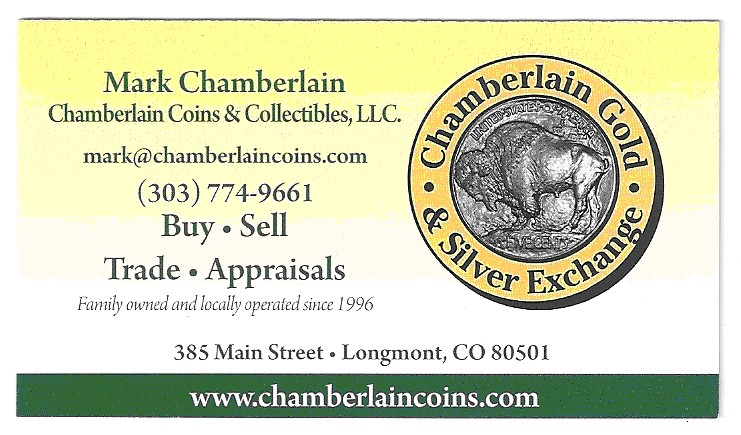 Mark Chamberlain
Chamberlain Coins & Collectibles, LLC.
mark@chamberlaincoins.com
(303) 774-9661
Buy • Sell
Trade • Appraisals
Family owned and locally operated since 1996
• Chamberlain Gold •
& Silver Exchange
UNITED STATES OF AMERICA
FIVE CENTS
385 Main Street • Longmont, CO 80501
www.chamberlaincoins.com